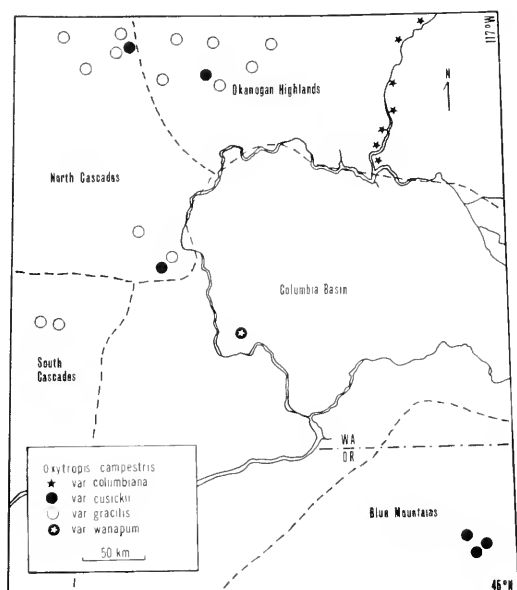 117°W
N
Okanogan Highlands
North Cascades
Columbia Basin
South Cascades
WA
OR
Oxytropis campestris
var columbiana
var cusickii
var gracilis
var wanapum
50 km
Blue Mountains
46°N